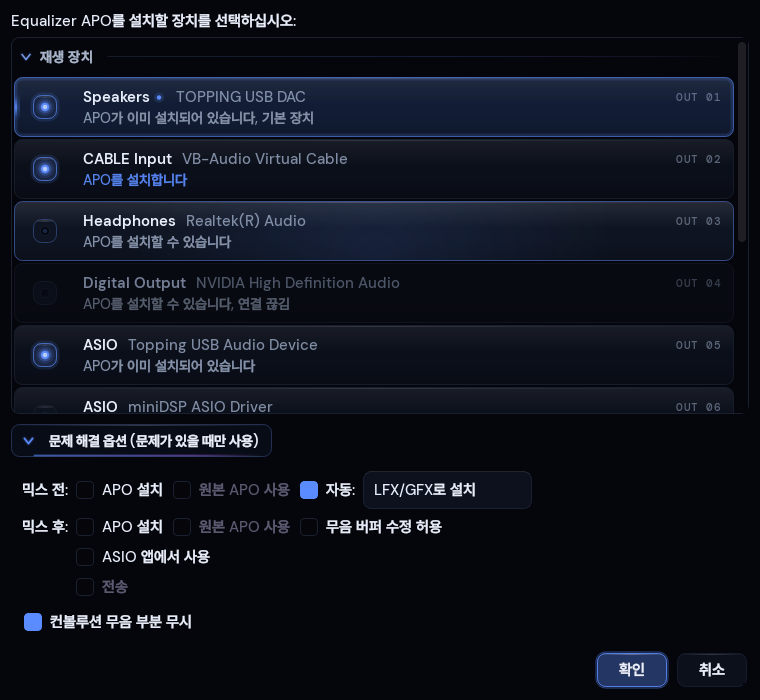 Equalizer APO를 설치할 장치를 선택하십시오:
재생 장치
Speakers • TOPPING USB DAC OUT 01
APO가 이미 설치되어 있습니다, 기본 장치
CABLE Input VB-Audio Virtual Cable OUT 02
APO를 설치합니다
Headphones Realtek(R) Audio OUT 03
APO를 설치할 수 있습니다
Digital Output NVIDIA High Definition Audio OUT 04
APO를 설치할 수 있습니다, 연결 끊김
ASIO Topping USB Audio Device OUT 05
APO가 이미 설치되어 있습니다
ASIO miniDSP ASIO Driver OUT 06
문제 해결 옵션 (문제가 있을 때만 사용)
믹스 전: APO 설치 원본 APO 사용 자동: LFX/GFX로 설치
믹스 후: APO 설치 원본 APO 사용 무음 버퍼 수정 허용
ASIO 앱에서 사용
전송
컨볼루션 무음 부분 무시
확인 취소